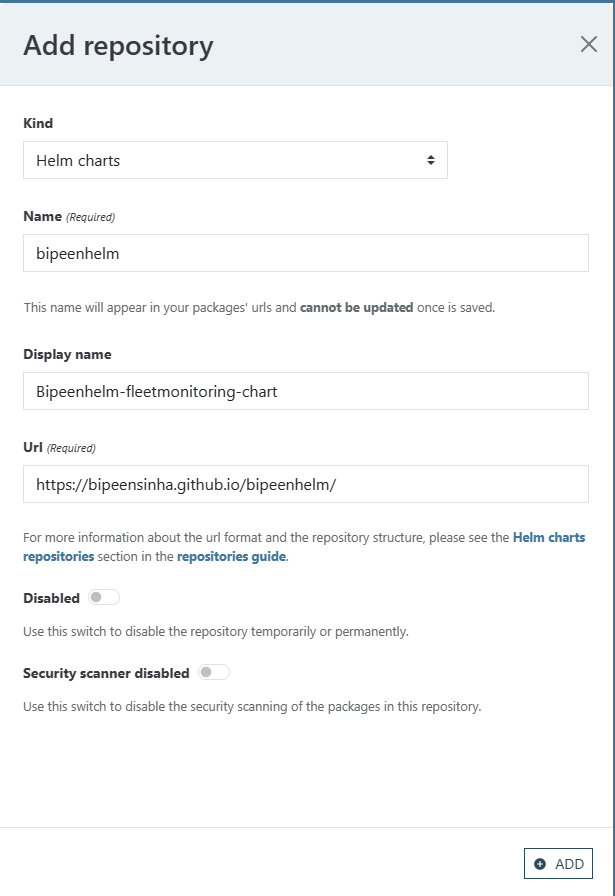 Add repository
Kind
Helm charts
Name (Required)
bipeenhelm
This name will appear in your packages' urls and cannot be updated once is saved.
Display name
Bipeenhelm-fleetmonitoring-chart
Url (Required)
https://bipeensinha.github.io/bipeenhelm/
For more information about the url format and the repository structure, please see the Helm charts
repositories section in the repositories guide.
Disabled
Use this switch to disable the repository temporarily or permanently.
Security scanner disabled
Use this switch to disable the security scanning of the packages in this repository.
ADD